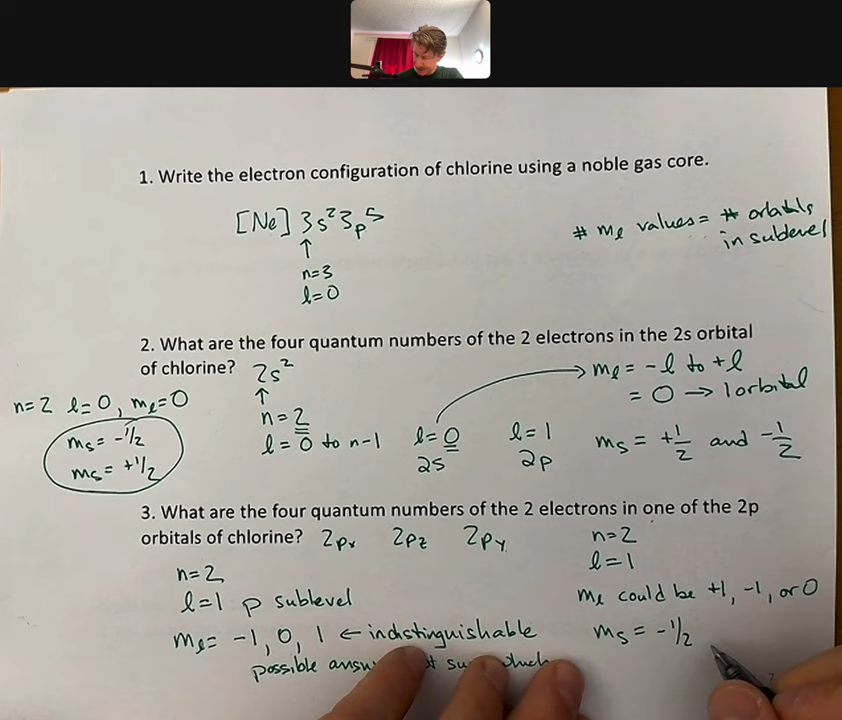 1. Write the electron configuration of chlorine using a noble gas core.
[Ne] 3s²3p⁵
↑
n=3
l=0
# ml values = # orbitals
in sublevel
2. What are the four quantum numbers of the 2 electrons in the 2s orbital
of chlorine? 2s²
↑
n=2
l=0 to n-1
n=2 l=0, ml=0
ms=-1/2
ms=+1/2
l=0
2s
l=1
2p
ml = -l to +l
= 0 → 1 orbital
ms = +1/2 and -1/2
3. What are the four quantum numbers of the 2 electrons in one of the 2p
orbitals of chlorine? 2px 2pz 2py
n=2
l=1 p sublevel
ml= -1, 0, 1 ← indistinguishable
possible
n=2
l=1
ml could be +1, -1, or 0
ms = -1/2